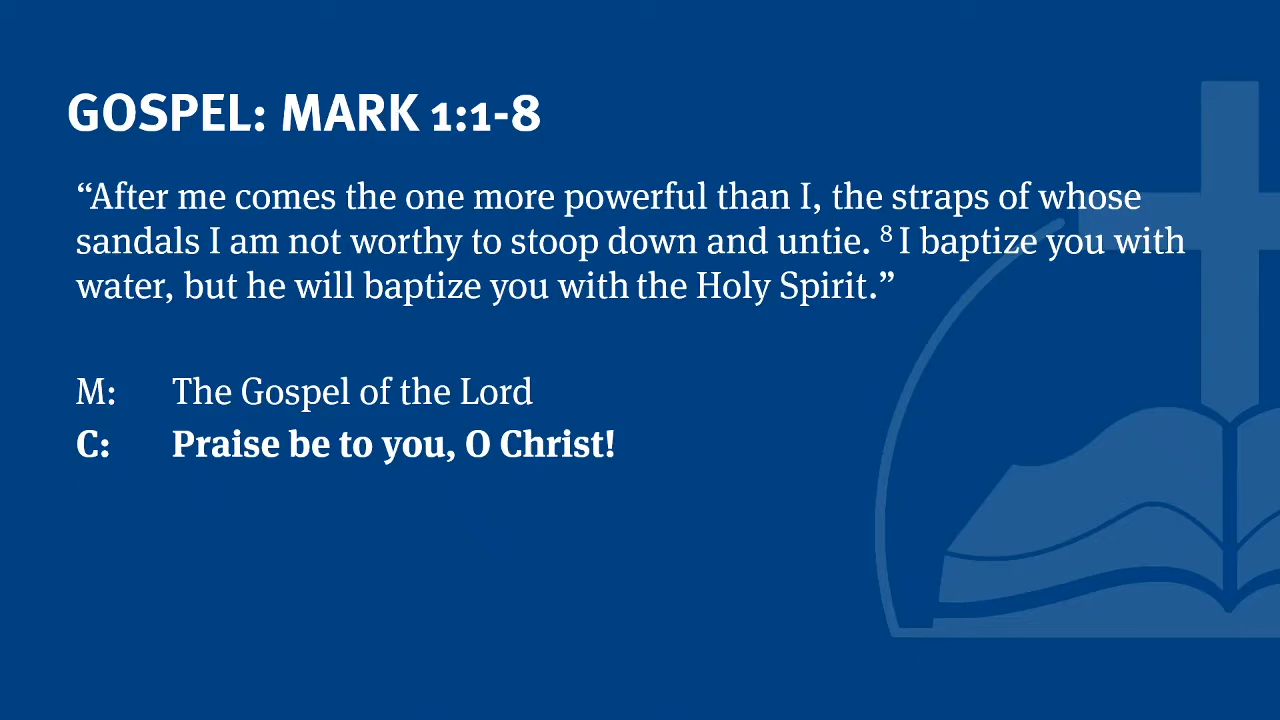 GOSPEL: MARK 1:1-8
“After me comes the one more powerful than I, the straps of whose
sandals I am not worthy to stoop down and untie. ⁸ I baptize you with
water, but he will baptize you with the Holy Spirit.”
M: The Gospel of the Lord
C: Praise be to you, O Christ!